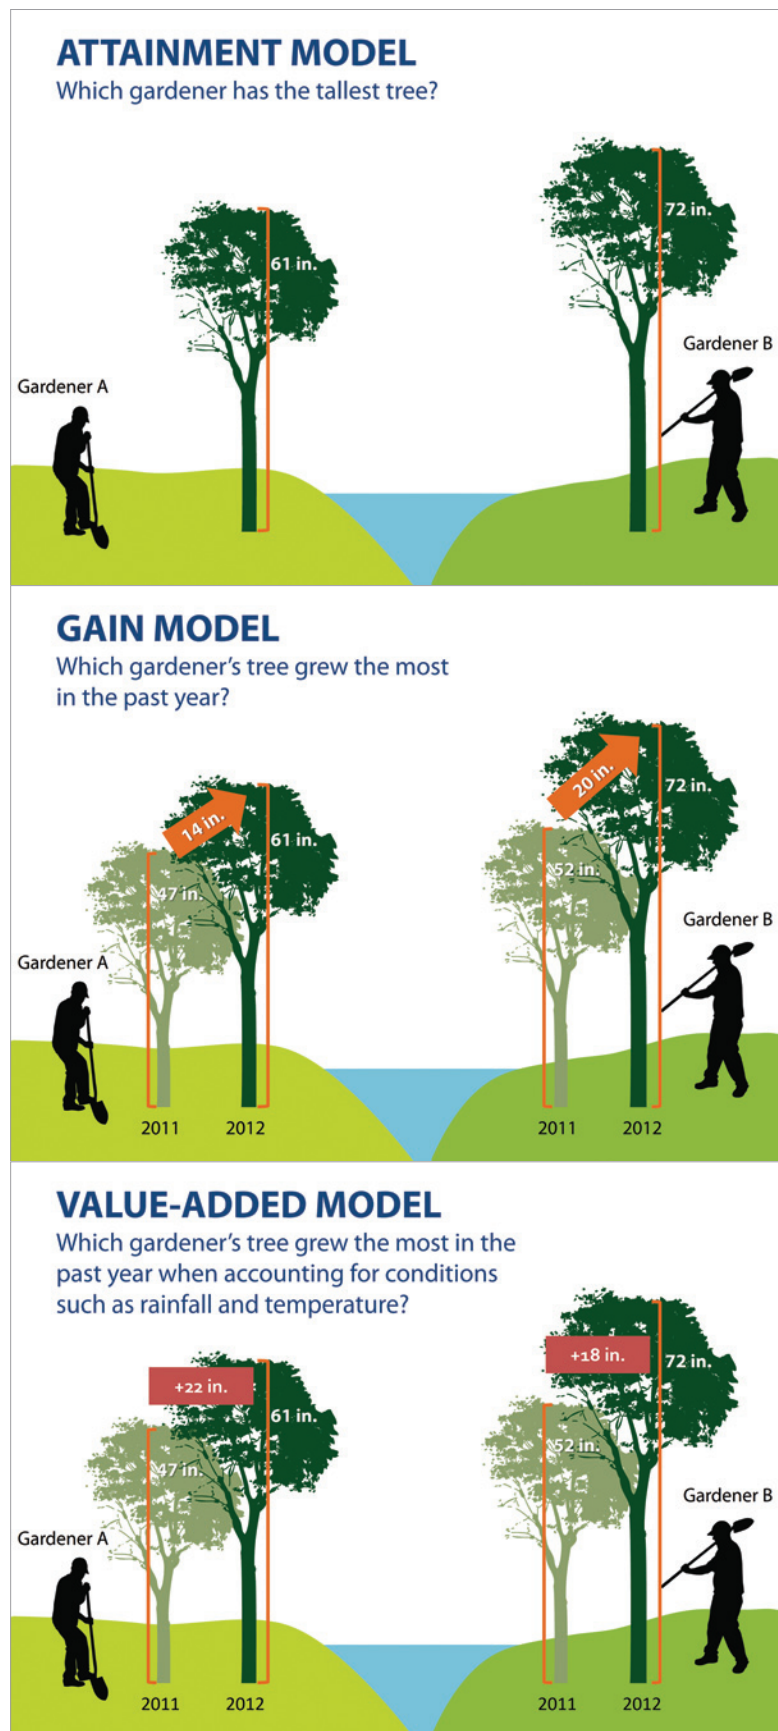 ATTAINMENT MODEL
Which gardener has the tallest tree?
61 in.
72 in.
Gardener B
Gardener A
GAIN MODEL
Which gardener's tree grew the most
in the past year?
14 in.
20 in.
72 in.
61 in.
47 in.
52 in.
Gardener B
Gardener A
2011
2012
2011
2012
VALUE-ADDED MODEL
Which gardener's tree grew the most in the
past year when accounting for conditions
such as rainfall and temperature?
+22 in.
+18 in.
72 in.
61 in.
47 in.
52 in.
Gardener B
Gardener A
2011
2012
2011
2012